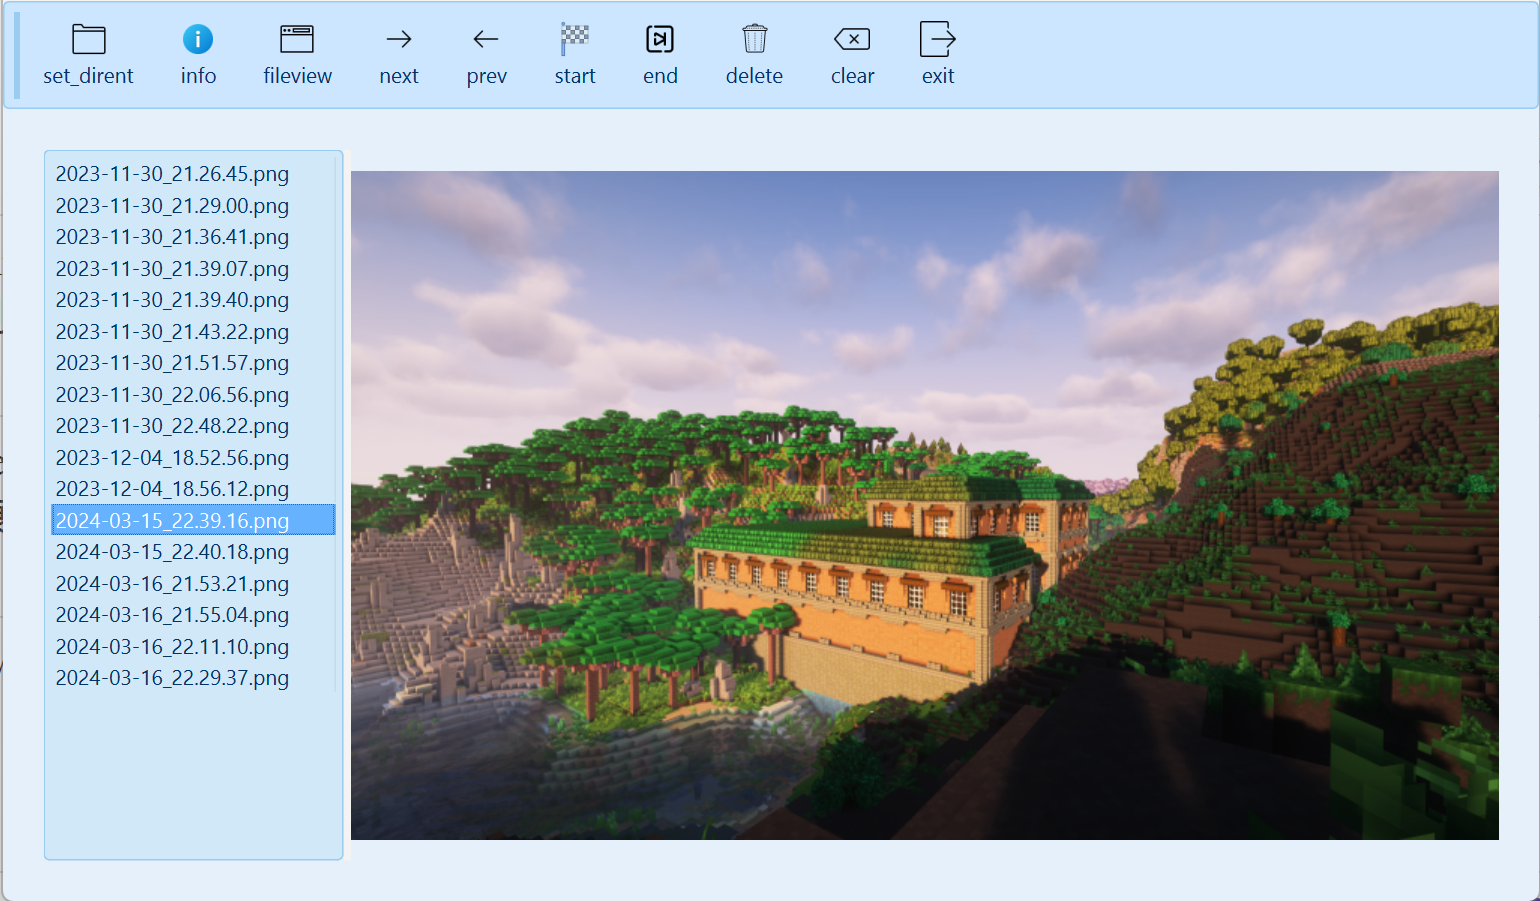 set_dirent info fileview next prev start end delete clear exit
2023-11-30_21.26.45.png
2023-11-30_21.29.00.png
2023-11-30_21.36.41.png
2023-11-30_21.39.07.png
2023-11-30_21.39.40.png
2023-11-30_21.43.22.png
2023-11-30_21.51.57.png
2023-11-30_22.06.56.png
2023-11-30_22.48.22.png
2023-12-04_18.52.56.png
2023-12-04_18.56.12.png
2024-03-15_22.39.16.png
2024-03-15_22.40.18.png
2024-03-16_21.53.21.png
2024-03-16_21.55.04.png
2024-03-16_22.11.10.png
2024-03-16_22.29.37.png